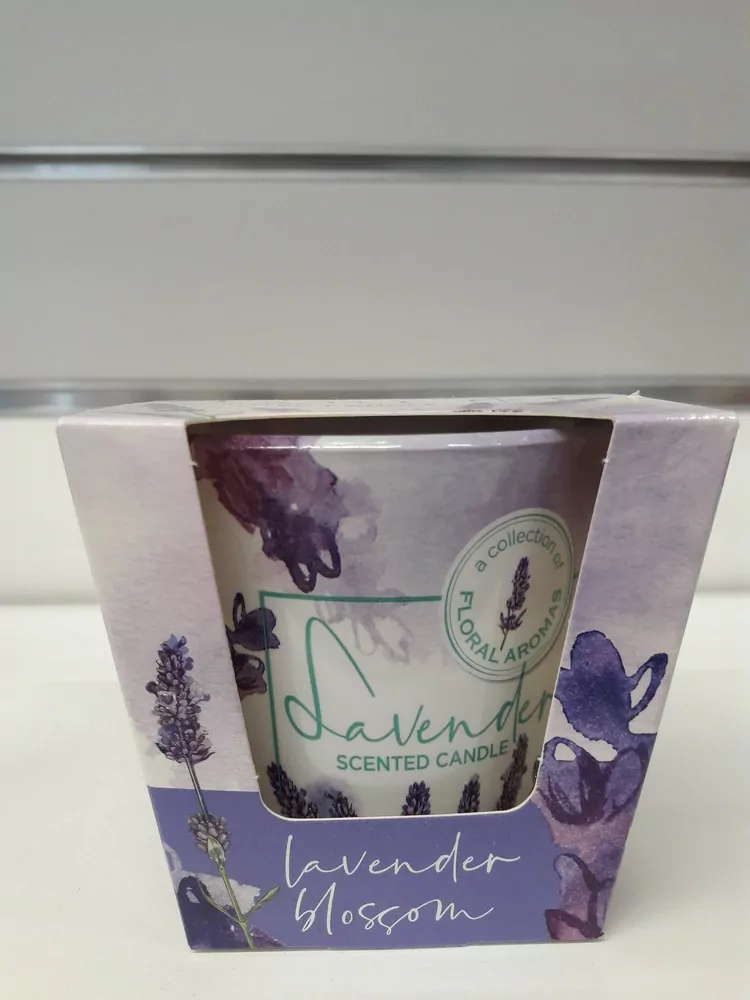 a collection of
FLORAL AROMAS
Lavender
SCENTED CANDLE
lavender
blossom